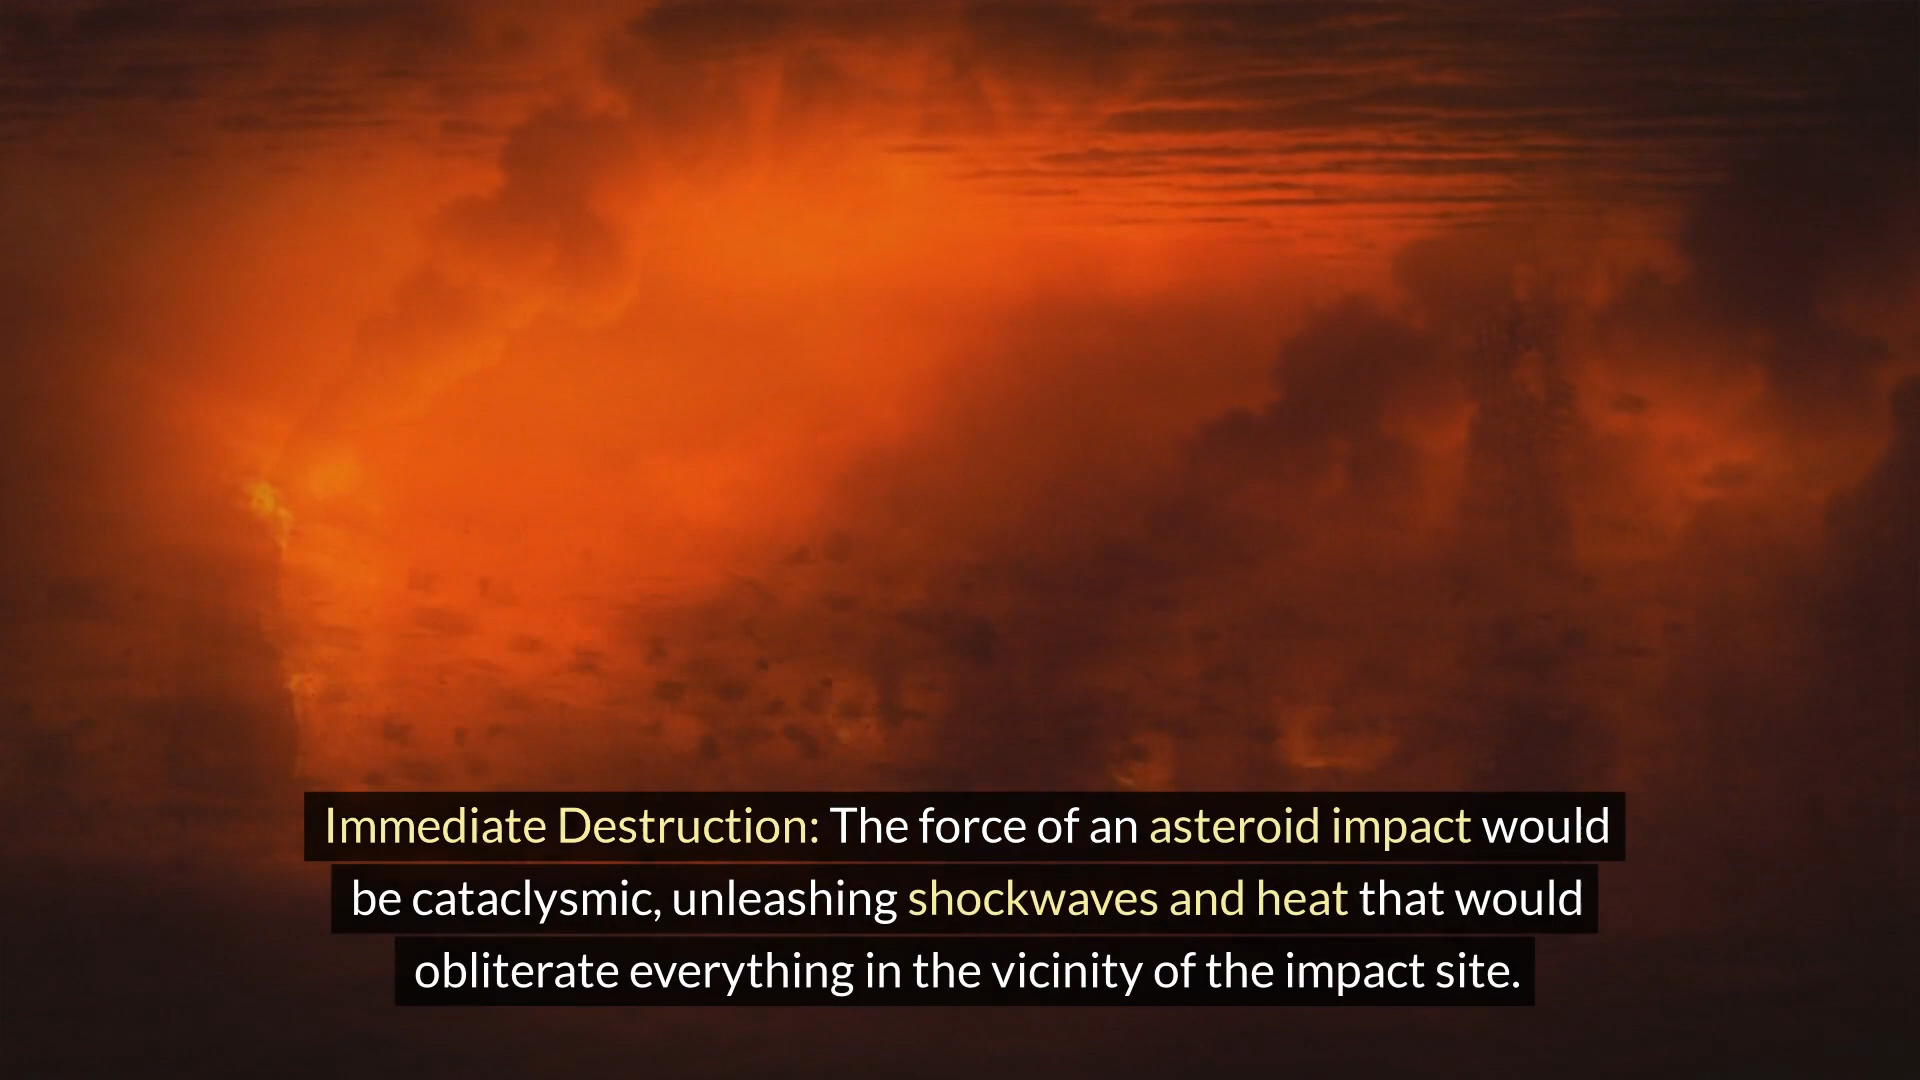 Immediate Destruction: The force of an asteroid impact would
be cataclysmic, unleashing shockwaves and heat that would
obliterate everything in the vicinity of the impact site.